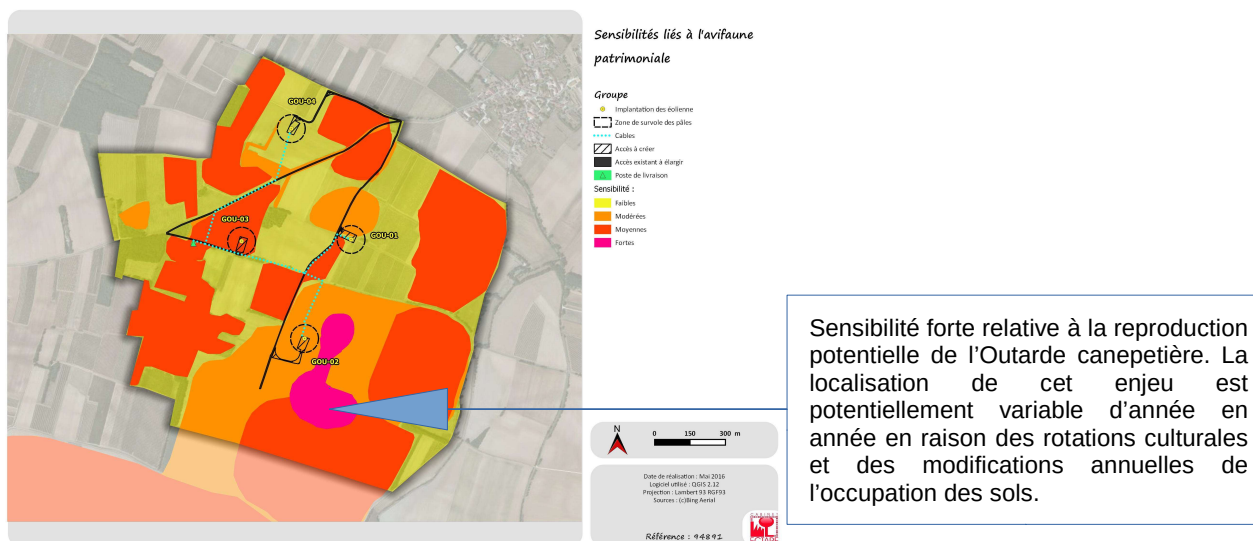 Sensibilités liés à l'avifaune
patrimoniale
Groupe
Implantation des éolienne
Zone de survole des pâles
Cables
Accès à créer
Accès existant à élargir
Poste de livraison
Sensibilité :
Faibles
Modérées
Moyennes
Fortes
GOU-04
GOU-03
GOU-01
GOU-02
Sensibilité forte relative à la reproduction
potentielle de l'Outarde canepetière. La
localisation de cet enjeu est
potentiellement variable d'année en
année en raison des rotations culturales
et des modifications annuelles de
l'occupation des sols.
N
0 150 300 m
Date de réalisation : Mai 2016
Logiciel utilisé : QGIS 2.12
Projection : Lambert 93 RGF93
Sources : (c)Bing Aerial
Référence : 94891